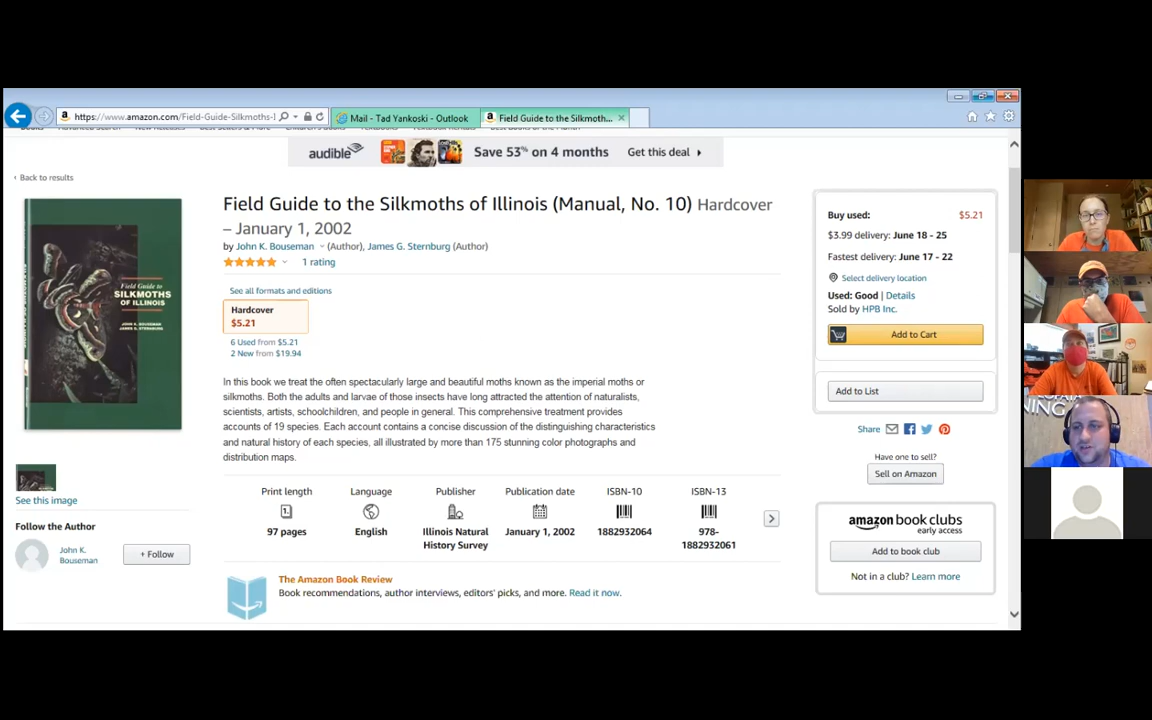 https://www.amazon.com/Field-Guide-Silkmoths-I
Mail - Tad Yankoski - Outlook
Field Guide to the Silkmoth...
audible
Save 53% on 4 months
Get this deal
‹ Back to results
Field Guide to
SILKMOTHS
OF ILLINOIS
JOHN K. BOUSEMAN
JAMES G. STERNBURG
See this image
Follow the Author
John K.
Bouseman
+ Follow
Field Guide to the Silkmoths of Illinois (Manual, No. 10) Hardcover
– January 1, 2002
by John K. Bouseman (Author), James G. Sternburg (Author)
1 rating
See all formats and editions
Hardcover
$5.21
6 Used from $5.21
2 New from $19.94
In this book we treat the often spectacularly large and beautiful moths known as the imperial moths or
silkmoths. Both the adults and larvae of those insects have long attracted the attention of naturalists,
scientists, artists, schoolchildren, and people in general. This comprehensive treatment provides
accounts of 19 species. Each account contains a concise discussion of the distinguishing characteristics
and natural history of each species, all illustrated by more than 175 stunning color photographs and
distribution maps.
Print length
97 pages
Language
English
Publisher
Illinois Natural
History Survey
Publication date
January 1, 2002
ISBN-10
1882932064
ISBN-13
978-
1882932061
The Amazon Book Review
Book recommendations, author interviews, editors' picks, and more. Read it now.
Buy used:
$5.21
$3.99 delivery: June 18 - 25
Fastest delivery: June 17 - 22
Select delivery location
Used: Good | Details
Sold by HPB Inc.
Add to Cart
Add to List
Share
Have one to sell?
Sell on Amazon
amazon book clubs
early access
Add to book club
Not in a club? Learn more